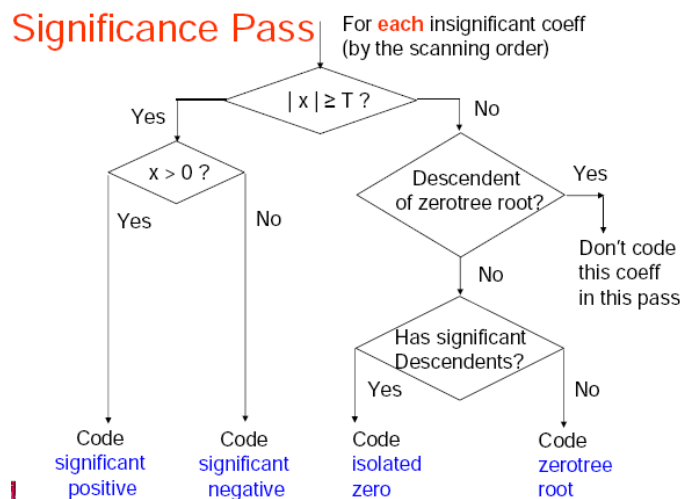 Significance Pass
For each insignificant coeff
(by the scanning order)
| x | ≥ T ?
Yes
No
x > 0 ?
Descendent
of zerotree root?
Yes
Yes
No
Don't code
this coeff
in this pass
No
Has significant
Descendents?
Yes
No
Code
significant
positive
Code
significant
negative
Code
isolated
zero
Code
zerotree
root